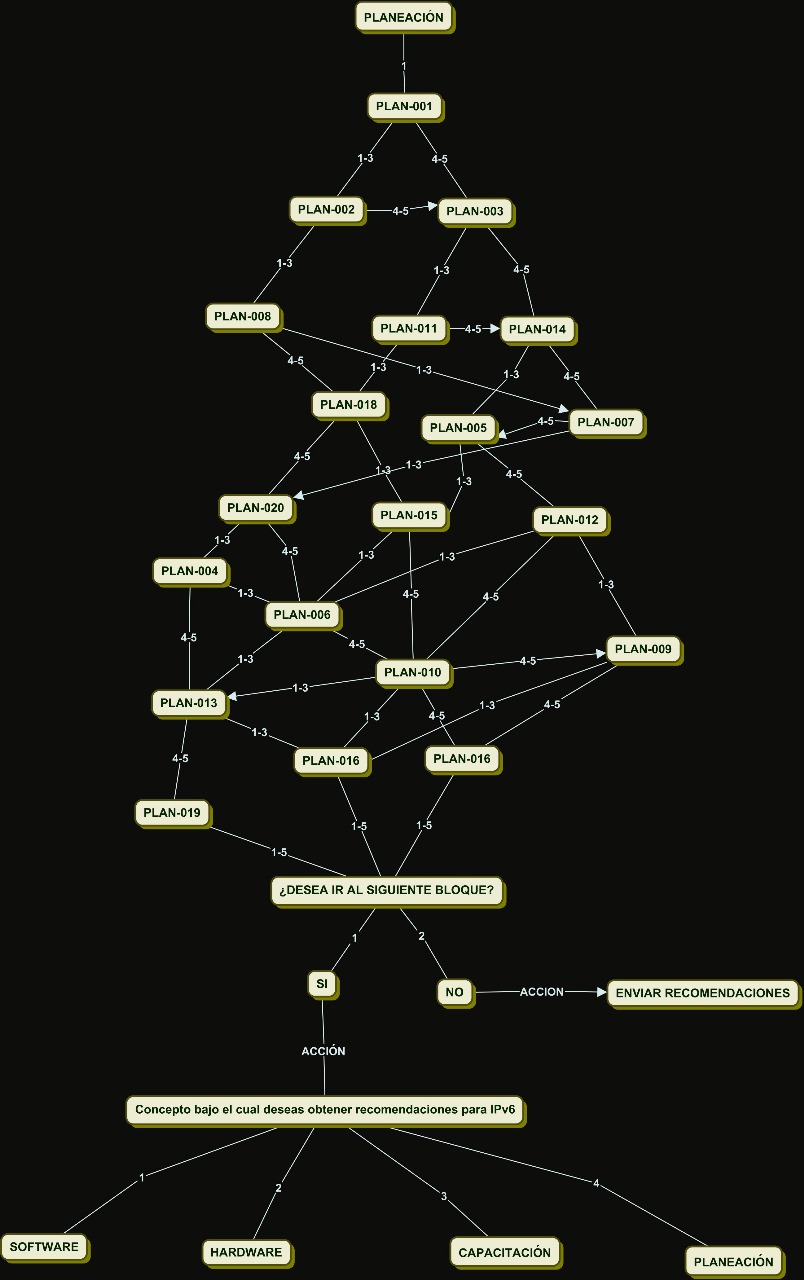 PLANEACIÓN
1
PLAN-001
1-3
4-5
PLAN-002
4-5
PLAN-003
1-3
1-3
4-5
PLAN-008
PLAN-011
4-5
PLAN-014
4-5
1-3
1-3
1-3
4-5
PLAN-018
PLAN-005
4-5
PLAN-007
4-5
1-3
1-3
1-3
4-5
PLAN-020
PLAN-015
PLAN-012
1-3
4-5
1-3
1-3
PLAN-004
1-3
4-5
4-5
1-3
PLAN-006
4-5
4-5
PLAN-009
1-3
4-5
PLAN-010
1-3
PLAN-013
1-3
4-5
1-3
4-5
1-3
4-5
PLAN-016
PLAN-016
PLAN-019
1-5
1-5
1-5
¿DESEA IR AL SIGUIENTE BLOQUE?
1
2
SI
NO
ACCION
ENVIAR RECOMENDACIONES
ACCIÓN
Concepto bajo el cual deseas obtener recomendaciones para IPv6
1
2
3
4
SOFTWARE
HARDWARE
CAPACITACIÓN
PLANEACIÓN